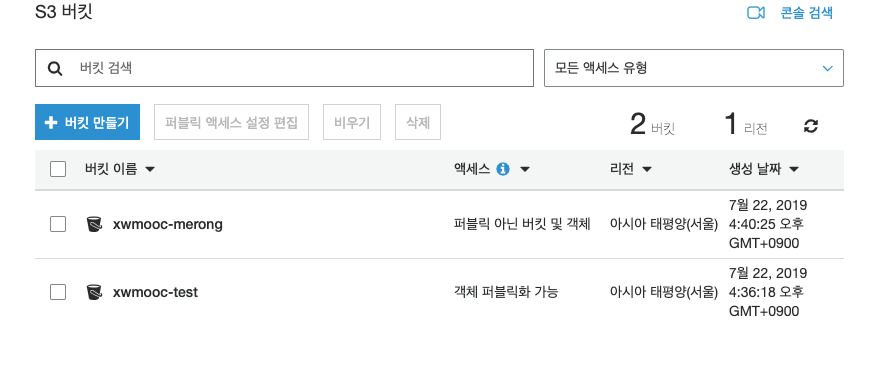 S3 버킷
콘솔 검색
버킷 검색
모든 액세스 유형
버킷 만들기
퍼블릭 액세스 설정 편집
비우기
삭제
2 버킷
1 리전
버킷 이름
액세스
리전
생성 날짜
xwmooc-merong
퍼블릭 아닌 버킷 및 객체
아시아 태평양(서울)
7월 22, 2019
4:40:25 오후
GMT+0900
xwmooc-test
객체 퍼블릭화 가능
아시아 태평양(서울)
7월 22, 2019
4:36:18 오후
GMT+0900